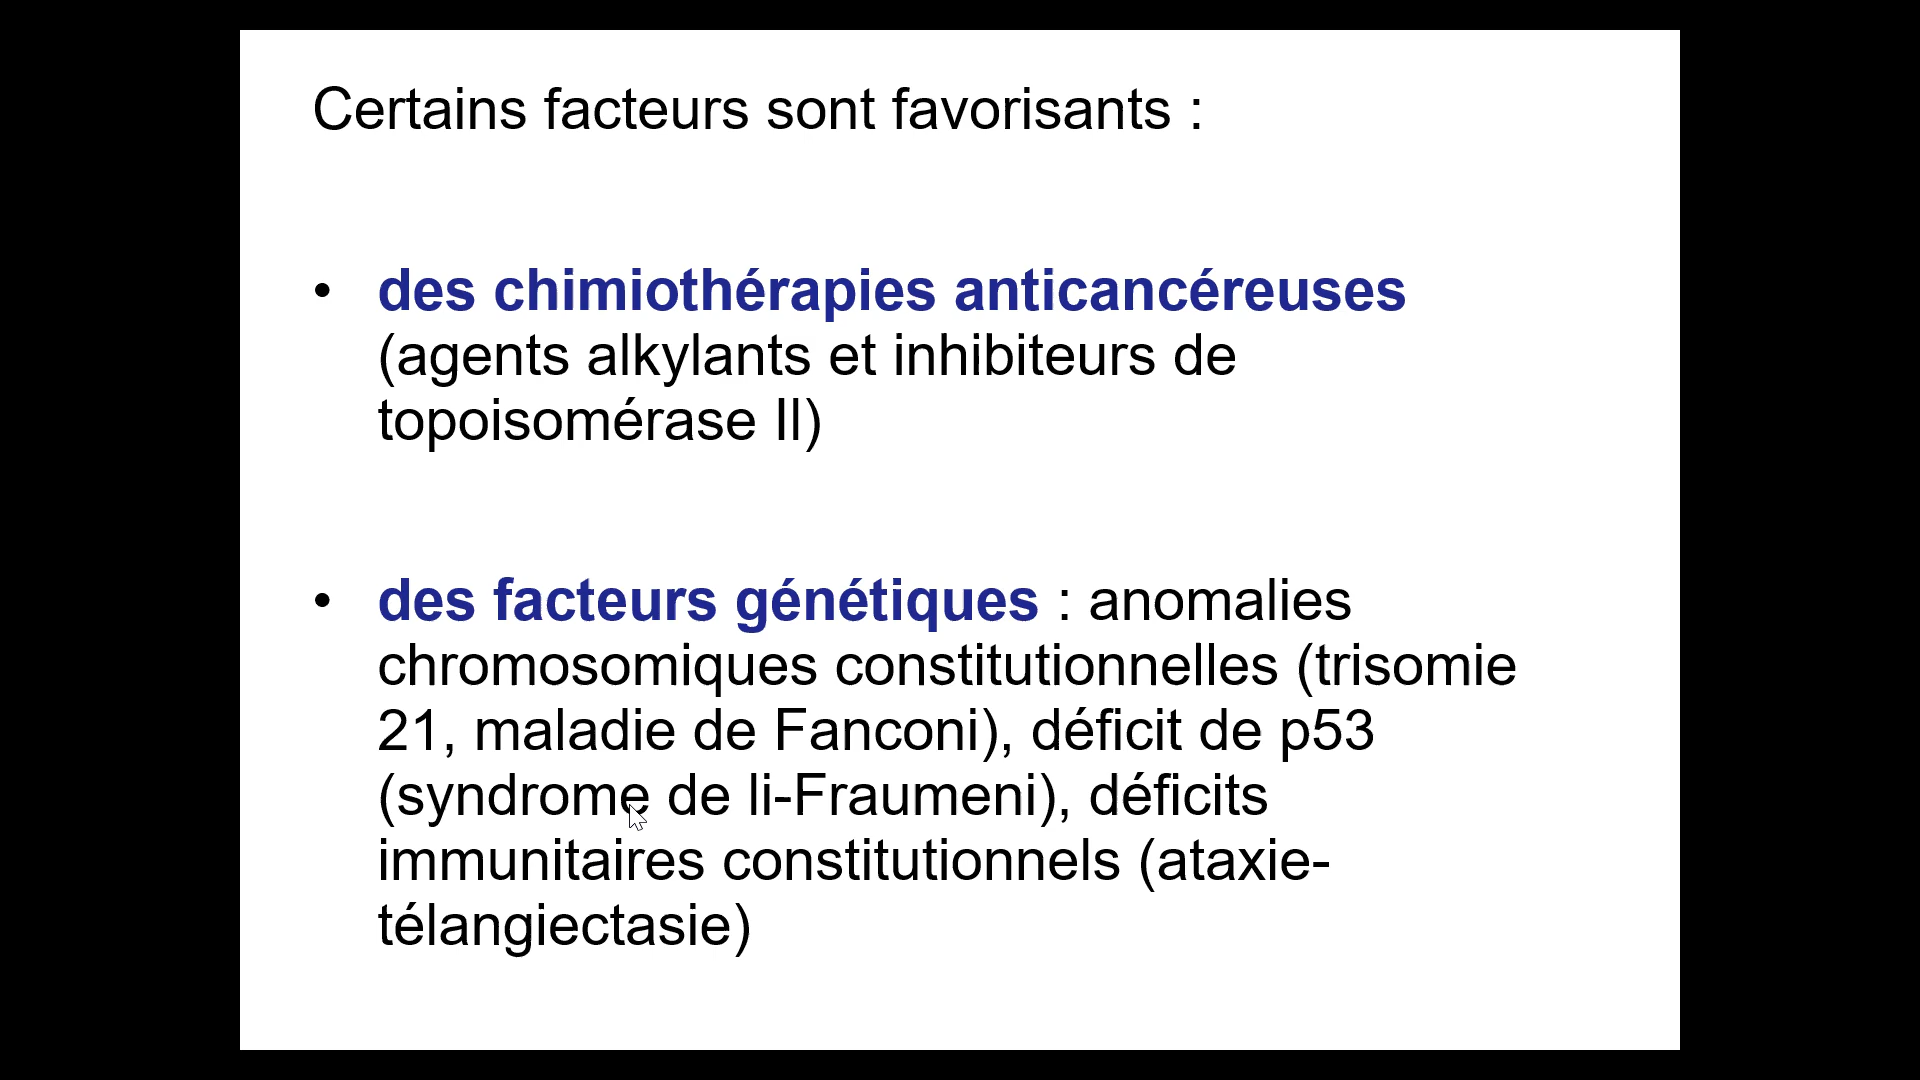 Certains facteurs sont favorisants :
• des chimiothérapies anticancéreuses
(agents alkylants et inhibiteurs de
topoisomérase II)
• des facteurs génétiques : anomalies
chromosomiques constitutionnelles (trisomie
21, maladie de Fanconi), déficit de p53
(syndrome de li-Fraumeni), déficits
immunitaires constitutionnels (ataxie-
télangiectasie)